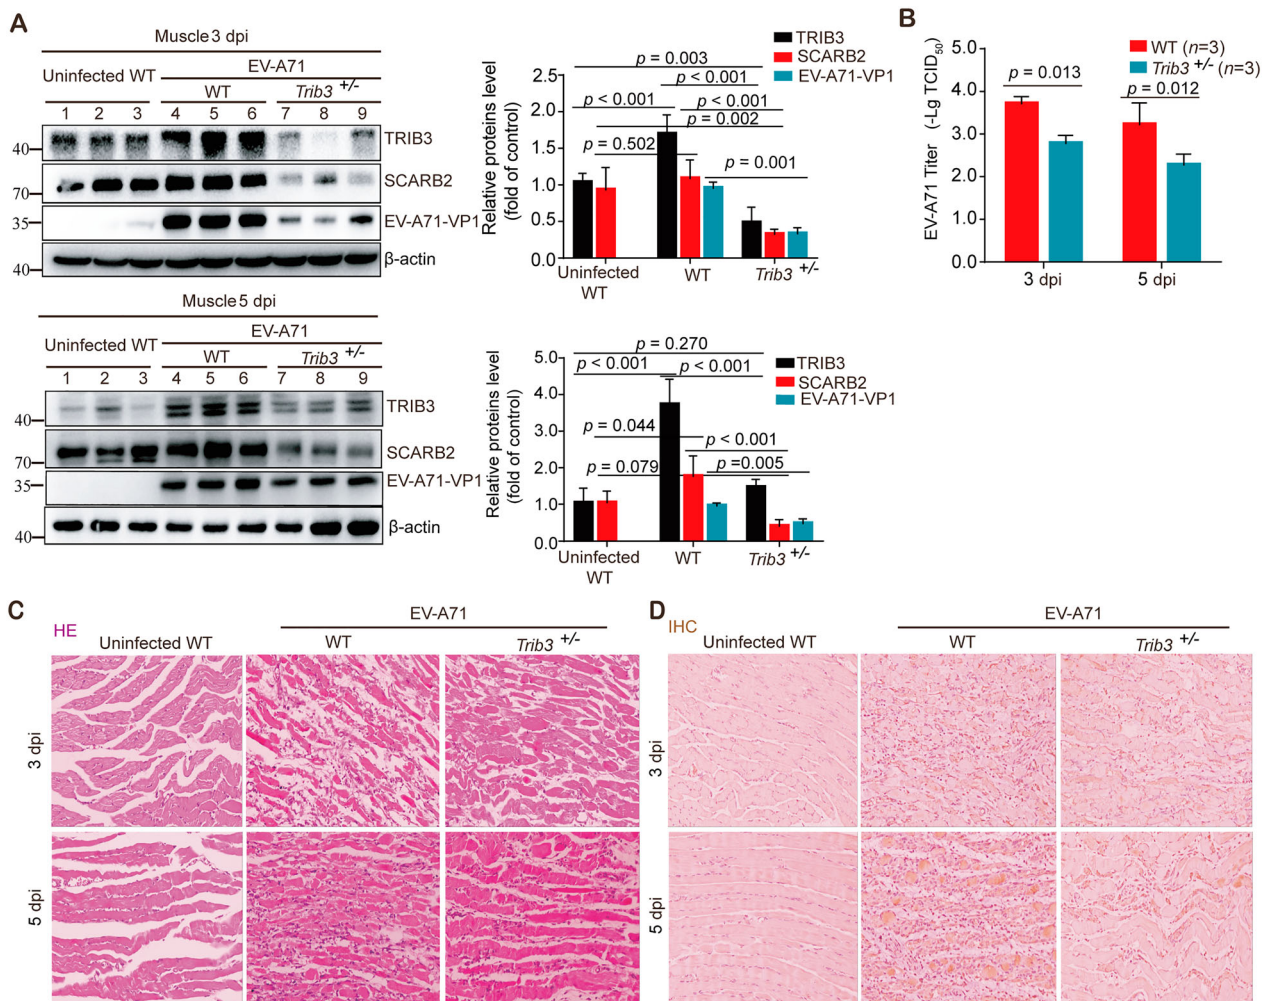 A
Muscle 3 dpi
Uninfected WT
EV-A71
WT
Trib3 +/-
1 2 3 4 5 6 7 8 9
TRIB3
40
SCARB2
70
EV-A71-VP1
35
β-actin
40
TRIB3
SCARB2
EV-A71-VP1
Relative proteins level
(fold of control)
2.5
2.0
1.5
1.0
0.5
0.0
p = 0.003
p < 0.001
p < 0.001
p < 0.001
p = 0.002
p = 0.502
p = 0.001
Uninfected
WT
WT
Trib3 +/-
B
WT (n=3)
Trib3 +/- (n=3)
EV-A71 Titer (-Lg TCID50)
5.0
4.0
3.0
2.0
1.0
0.0
p = 0.013
p = 0.012
3 dpi
5 dpi
Muscle 5 dpi
Uninfected WT
EV-A71
WT
Trib3 +/-
1 2 3 4 5 6 7 8 9
TRIB3
40
SCARB2
70
EV-A71-VP1
35
β-actin
40
TRIB3
SCARB2
EV-A71-VP1
Relative proteins level
(fold of control)
5.0
4.0
3.0
2.0
1.0
0.0
p = 0.270
p < 0.001
p < 0.001
p = 0.044
p < 0.001
p = 0.079
p =0.005
Uninfected
WT
WT
Trib3 +/-
C
HE
EV-A71
Uninfected WT
WT
Trib3 +/-
3 dpi
5 dpi
D
IHC
EV-A71
Uninfected WT
WT
Trib3 +/-
3 dpi
5 dpi